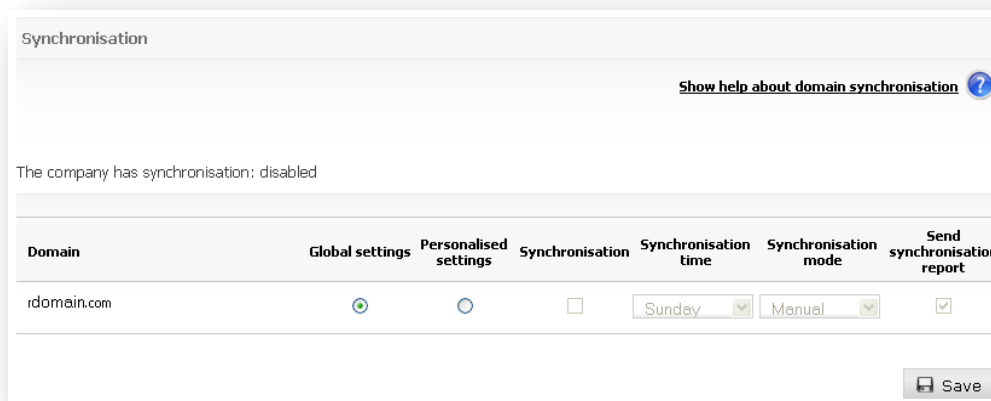 Synchronisation
Show help about domain synchronisation ?
The company has synchronisation: disabled
Domain Global settings Personalised settings Synchronisation Synchronisation time Synchronisation mode Send synchronisation report
rdomain.com Sunday Manual
Save